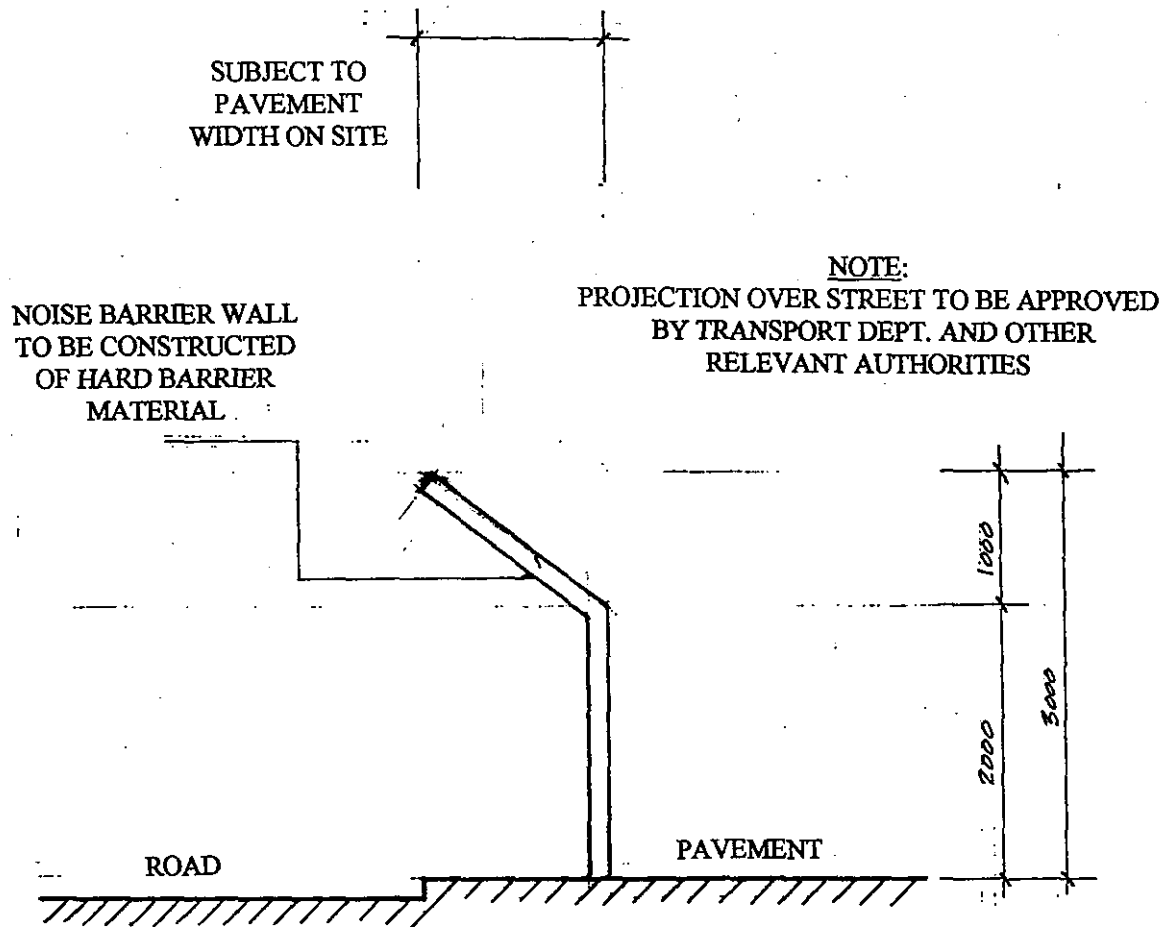 SUBJECT TO
PAVEMENT
WIDTH ON SITE
NOTE:
PROJECTION OVER STREET TO BE APPROVED
BY TRANSPORT DEPT. AND OTHER
RELEVANT AUTHORITIES
NOISE BARRIER WALL
TO BE CONSTRUCTED
OF HARD BARRIER
MATERIAL
1000
3000
2000
ROAD
PAVEMENT